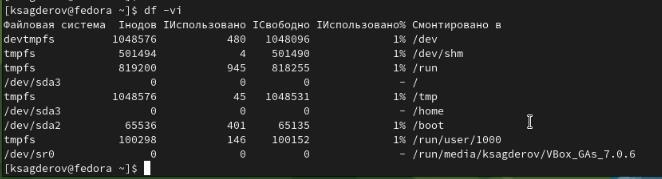 [ksagderov@fedora ~]$ df -vi
Файловая система Iнодов IИспользовано IСвободно IИспользовано% Смонтировано в
devtmpfs 1048576 480 1048096 1% /dev
tmpfs 501494 4 501490 1% /dev/shm
tmpfs 819200 945 818255 1% /run
/dev/sda3 0 0 0 - /
tmpfs 1048576 45 1048531 1% /tmp
/dev/sda3 0 0 0 - /home
/dev/sda2 65536 401 65135 1% /boot
tmpfs 100298 146 100152 1% /run/user/1000
/dev/sr0 0 0 0 - /run/media/ksagderov/VBox_GAs_7.0.6
[ksagderov@fedora ~]$